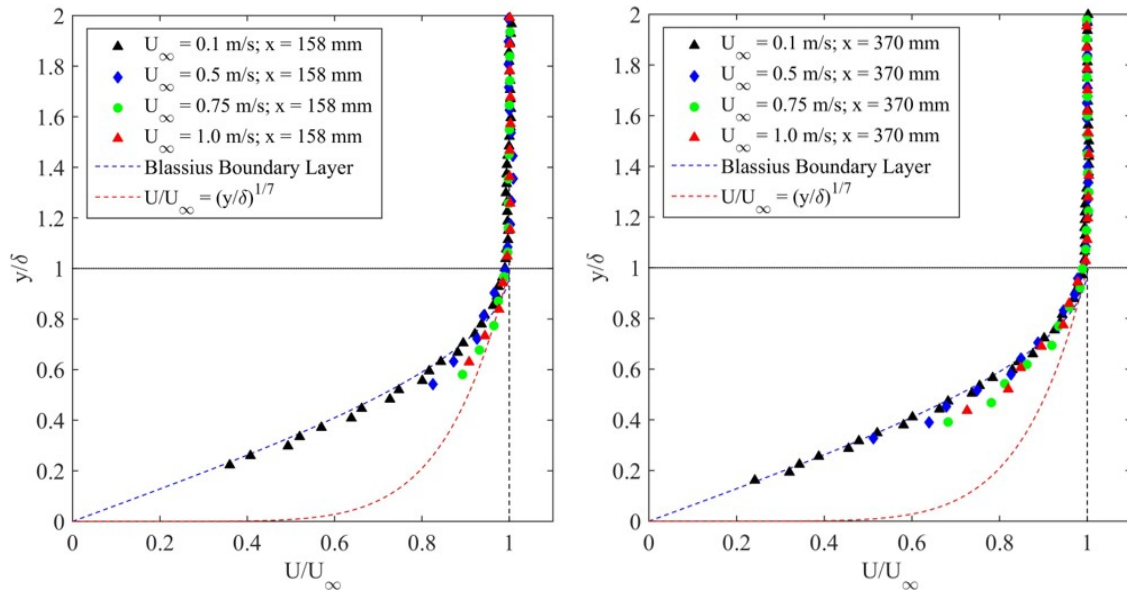 2
1.8
1.6
1.4
1.2
1
0.8
0.6
0.4
0.2
0
y/δ
U∞ = 0.1 m/s; x = 158 mm
U∞ = 0.5 m/s; x = 158 mm
U∞ = 0.75 m/s; x = 158 mm
U∞ = 1.0 m/s; x = 158 mm
Blassius Boundary Layer
U/U∞ = (y/δ)^1/7
0 0.2 0.4 0.6 0.8 1
U/U∞
2
1.8
1.6
1.4
1.2
1
0.8
0.6
0.4
0.2
0
y/δ
U∞ = 0.1 m/s; x = 370 mm
U∞ = 0.5 m/s; x = 370 mm
U∞ = 0.75 m/s; x = 370 mm
U∞ = 1.0 m/s; x = 370 mm
Blassius Boundary Layer
U/U∞ = (y/δ)^1/7
0 0.2 0.4 0.6 0.8 1
U/U∞